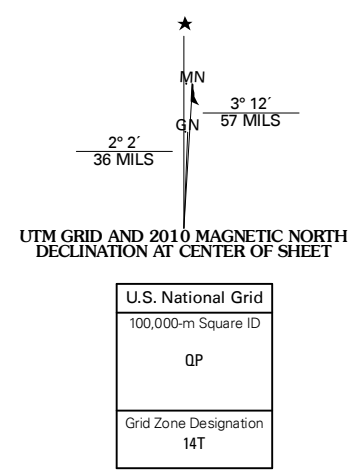 ★
MN
3° 12´
57 MILS
GN
2° 2´
36 MILS
UTM GRID AND 2010 MAGNETIC NORTH
DECLINATION AT CENTER OF SHEET
U.S. National Grid
100,000-m Square ID
QP
Grid Zone Designation
14T